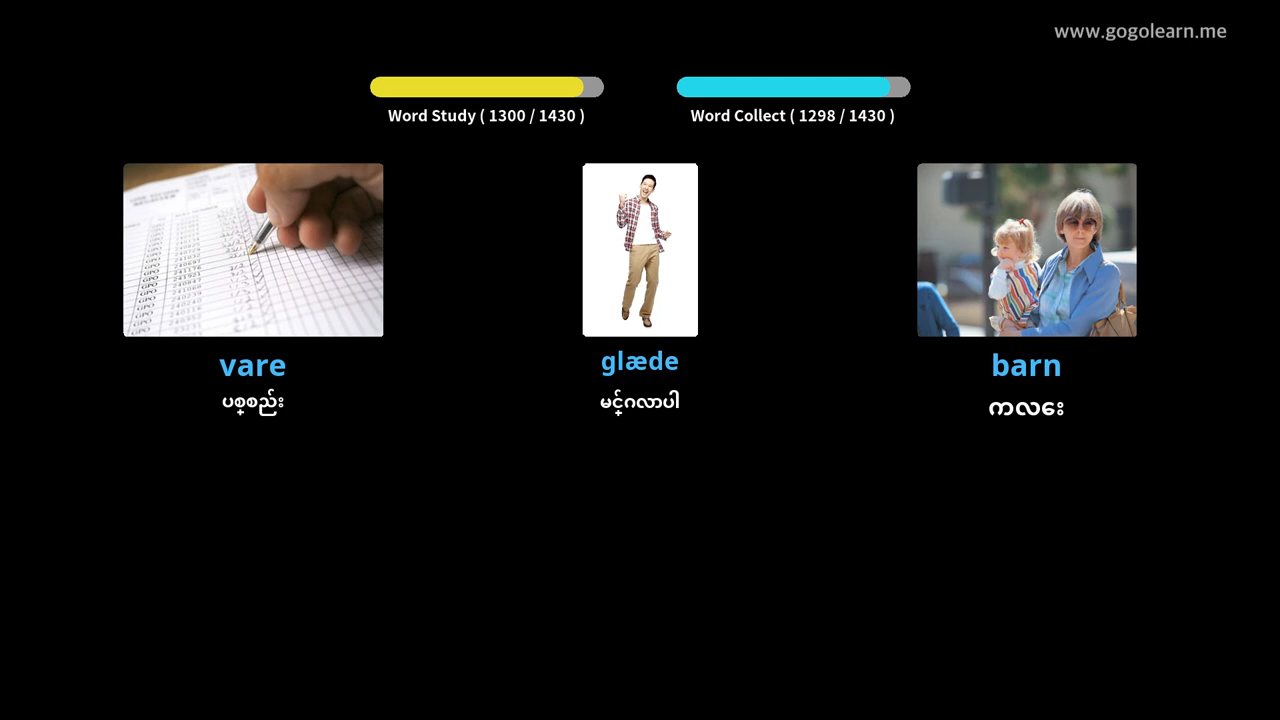 www.gogolearn.me
Word Study ( 1300 / 1430 )
Word Collect ( 1298 / 1430 )
vare
glæde
barn
ပစ္စည်း
မင်္ဂလာပါ
ကလေး